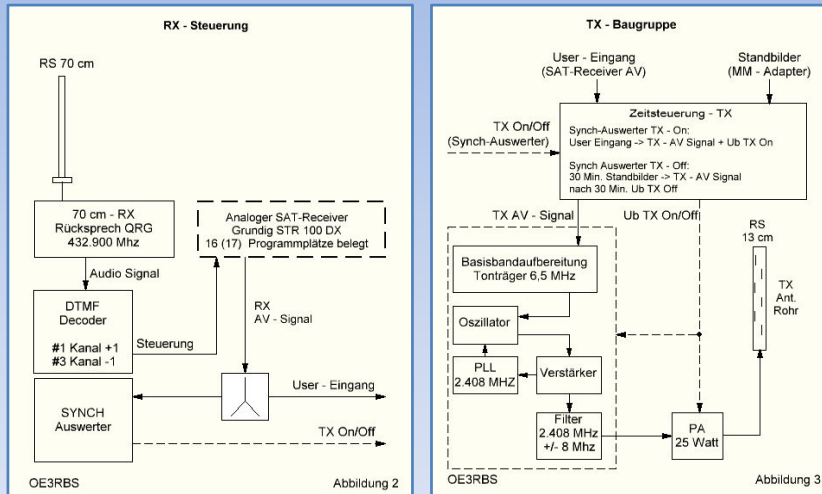 RX - Steuerung
RS 70 cm
70 cm - RX
Rücksprech QRG
432.900 Mhz
Audio Signal
DTMF
Decoder
#1 Kanal +1
#3 Kanal -1
Steuerung
Analoger SAT-Receiver
Grundig STR 100 DX
16 (17) Programmplätze belegt
RX
AV - Signal
User - Eingang
SYNCH
Auswerter
TX On/Off
OE3RBS
Abbildung 2
TX - Baugruppe
User - Eingang
(SAT-Receiver AV)
Standbilder
(MM - Adapter)
TX On/Off
(Synch-Auswerter)
Zeitsteuerung - TX
Synch-Auswerter TX - On:
User Eingang -> TX - AV Signal + Ub TX On
Synch Auswerter TX - Off:
30 Min. Standbilder -> TX - AV Signal
nach 30 Min. Ub TX Off
TX AV - Signal
Ub TX On/Off
RS
13 cm
Basisbandaufbereitung
Tonträger 6,5 MHz
TX
Ant.
Rohr
Oszillator
PLL
2.408 MHZ
Verstärker
Filter
2.408 MHz
+/- 8 Mhz
PA
25 Watt
OE3RBS
Abbildung 3